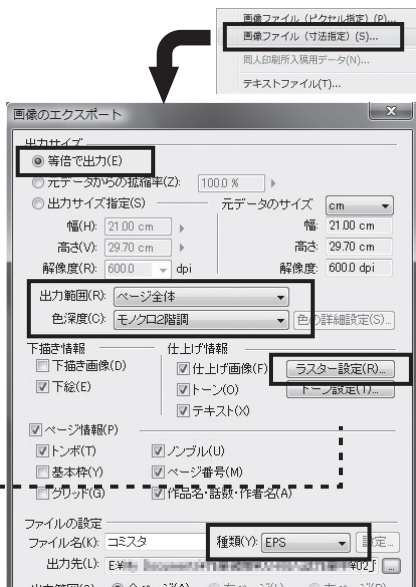 画像ファイル（ピクセル指定）(P)...
画像ファイル（寸法指定）(S)...
同人印刷所入稿用データ(N)...
テキストファイル(T)...
画像のエクスポート
出力サイズ
等倍で出力(E)
元データからの拡縮率(Z): 100.0 %
出力サイズ指定(S) 元データのサイズ cm
幅(H): 21.00 cm 幅: 21.00 cm
高さ(V): 29.70 cm 高さ: 29.70 cm
解像度(R): 600.0 dpi 解像度: 600.0 dpi
出力範囲(R): ページ全体
色深度(C): モノクロ2階調 色の詳細設定(S)...
下描き情報 仕上げ情報
下描き画像(D) 仕上げ画像(F) ラスター設定(R)...
下絵(E) トーン(O) トーン設定(T)...
テキスト(X)
ページ情報(P)
トンボ(T) ノンブル(U)
基本枠(Y) ページ番号(M)
グリッド(G) 作品名・話数・作者名(A)
ファイルの設定
ファイル名(K): コミスタ 種類(Y): EPS 設定...
出力先(L): E:¥ ¥02_f ...